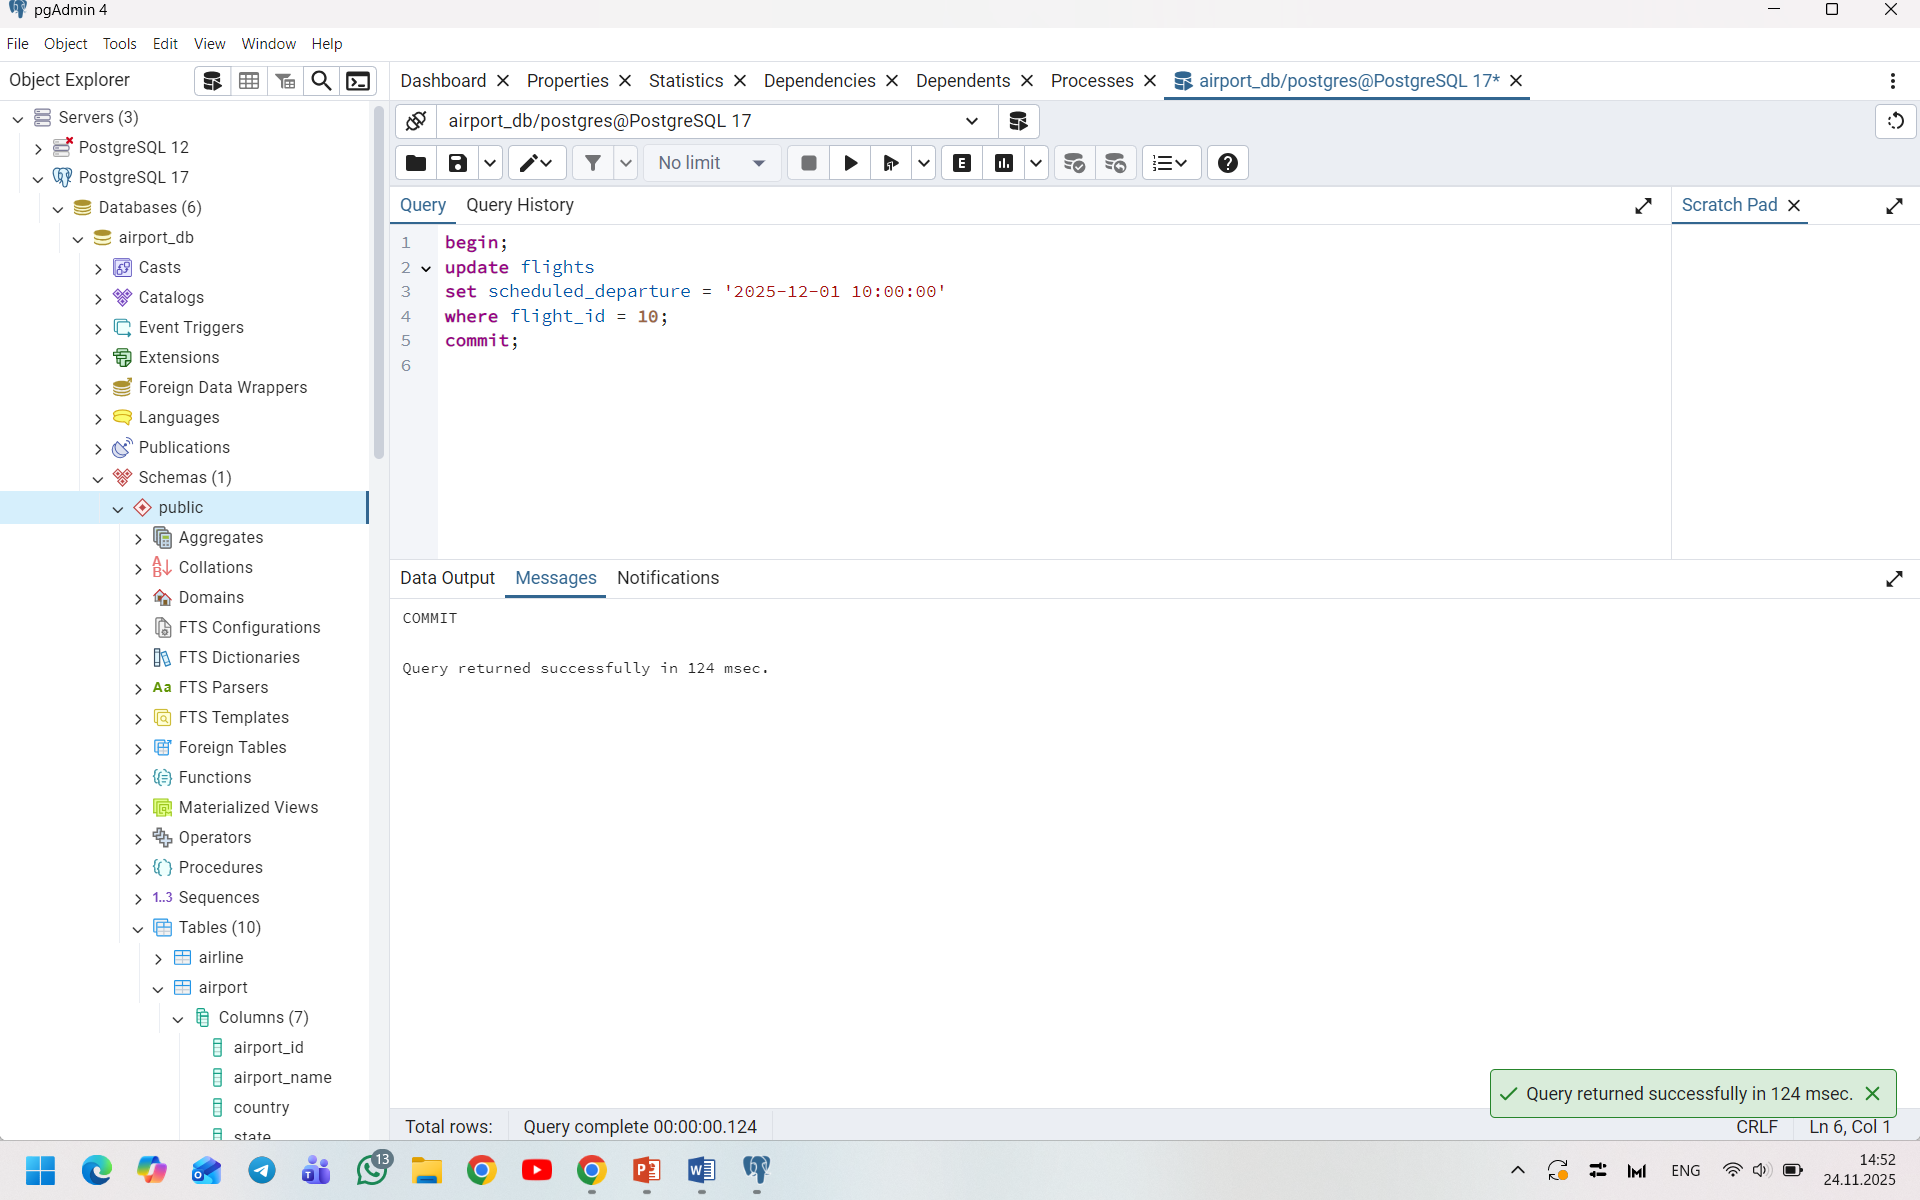 pgAdmin 4
File Object Tools Edit View Window Help
Object Explorer
Dashboard Properties Statistics Dependencies Dependents Processes airport_db/postgres@PostgreSQL 17*
Servers (3)
PostgreSQL 12
PostgreSQL 17
Databases (6)
airport_db
Casts
Catalogs
Event Triggers
Extensions
Foreign Data Wrappers
Languages
Publications
Schemas (1)
public
Aggregates
Collations
Domains
FTS Configurations
FTS Dictionaries
Aa FTS Parsers
FTS Templates
Foreign Tables
Functions
Materialized Views
Operators
Procedures
1..3 Sequences
Tables (10)
airline
airport
Columns (7)
airport_id
airport_name
country
state
airport_db/postgres@PostgreSQL 17
No limit
E
Query Query History
Scratch Pad
1 begin;
2 update flights
3 set scheduled_departure = '2025-12-01 10:00:00'
4 where flight_id = 10;
5 commit;
6
Data Output Messages Notifications
COMMIT
Query returned successfully in 124 msec.
Query returned successfully in 124 msec.
Total rows: Query complete 00:00:00.124
CRLF Ln 6, Col 1
13
ENG
14:52
24.11.2025